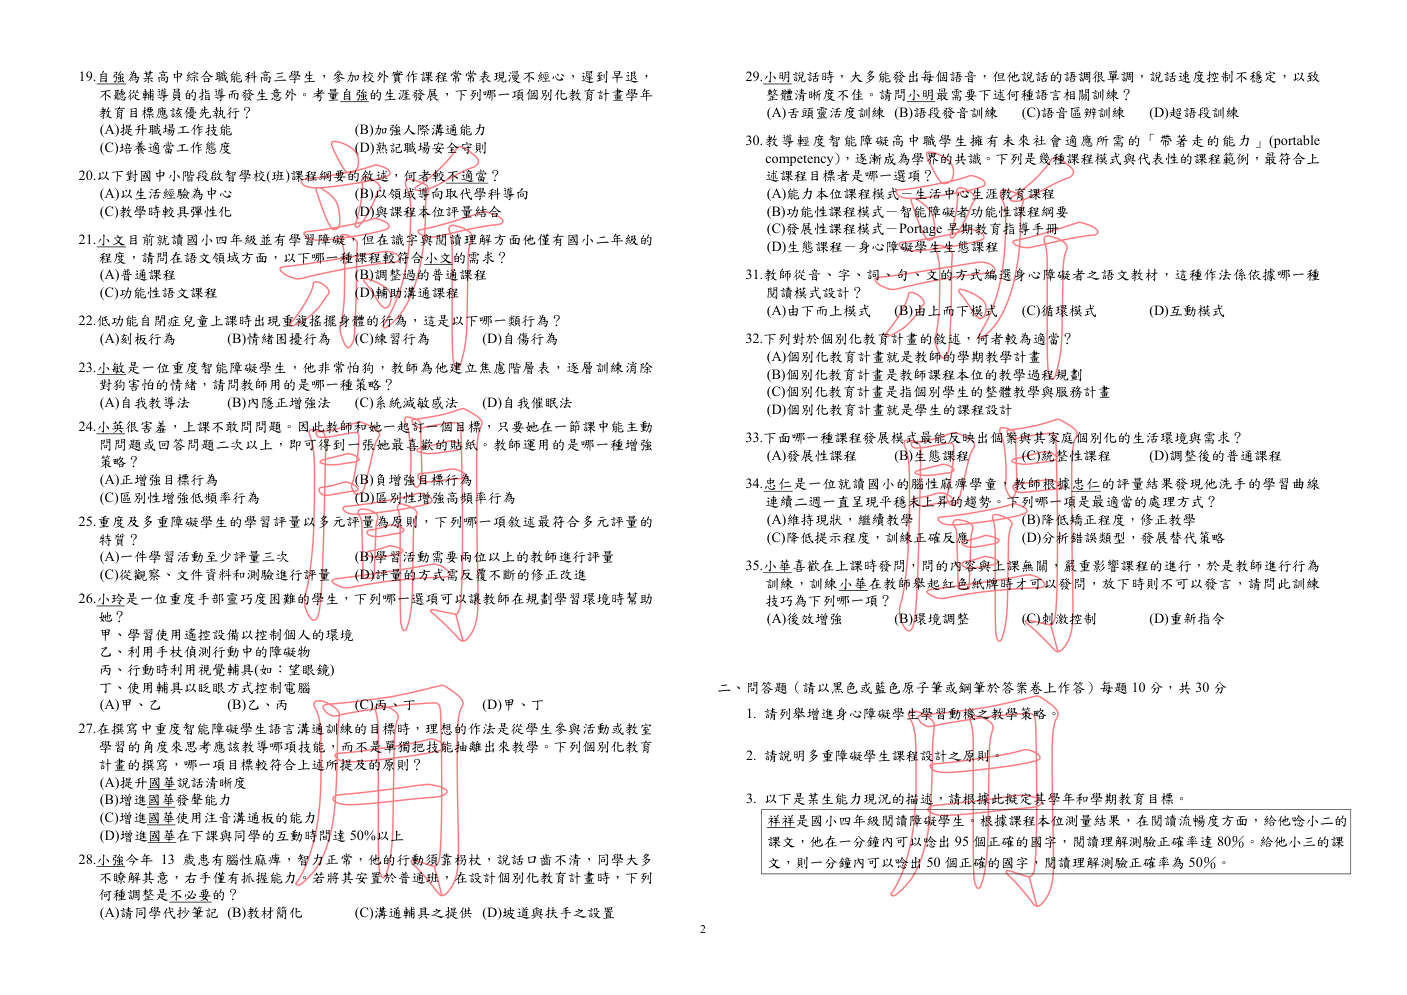 19.自強為某高中綜合職能科高三學生，參加校外實作課程常常表現漫不經心，遲到早退，
不聽從輔導員的指導而發生意外。考量自強的生涯發展，下列哪一項個別化教育計畫學年
教育目標應該優先執行？
(A)提升職場工作技能 (B)加強人際溝通能力
(C)培養適當工作態度 (D)熟記職場安全守則
20.以下對國中小階段啟智學校(班)課程綱要的敘述，何者較不適當？
(A)以生活經驗為中心 (B)以領域導向取代學科導向
(C)教學時較具彈性化 (D)與課程本位評量結合
21.小文目前就讀國小四年級並有學習障礙，但在識字與閱讀理解方面他僅有國小二年級的
程度，請問在語文領域方面，以下哪一種課程較符合小文的需求？
(A)普通課程 (B)調整過的普通課程
(C)功能性語文課程 (D)輔助溝通課程
22.低功能自閉症兒童上課時出現重複搖擺身體的行為，這是以下哪一類行為？
(A)刻板行為 (B)情緒困擾行為 (C)練習行為 (D)自傷行為
23.小敏是一位重度智能障礙學生，他非常怕狗，教師為他建立焦慮階層表，逐層訓練消除
對狗害怕的情緒，請問教師用的是哪一種策略？
(A)自我教導法 (B)內隱正增強法 (C)系統減敏感法 (D)自我催眠法
24.小英很害羞，上課不敢問問題。因此教師和她一起訂一個目標，只要她在一節課中能主動
問問題或回答問題二次以上，即可得到一張她最喜歡的貼紙。教師運用的是哪一種增強
策略？
(A)正增強目標行為 (B)負增強目標行為
(C)區別性增強低頻率行為 (D)區別性增強高頻率行為
25.重度及多重障礙學生的學習評量以多元評量為原則，下列哪一項敘述最符合多元評量的
特質？
(A)一件學習活動至少評量三次 (B)學習活動需要兩位以上的教師進行評量
(C)從觀察、文件資料和測驗進行評量 (D)評量的方式需反覆不斷的修正改進
26.小玲是一位重度手部靈巧度困難的學生，下列哪一選項可以讓教師在規劃學習環境時幫助
她？
甲、學習使用遙控設備以控制個人的環境
乙、利用手杖偵測行動中的障礙物
丙、行動時利用視覺輔具(如：望眼鏡)
丁、使用輔具以眨眼方式控制電腦
(A)甲、乙 (B)乙、丙 (C)丙、丁 (D)甲、丁
27.在撰寫中重度智能障礙學生語言溝通訓練的目標時，理想的作法是從學生參與活動或教室
學習的角度來思考應該教導哪項技能，而不是單獨把技能抽離出來教學。下列個別化教育
計畫的撰寫，哪一項目標較符合上述所提及的原則？
(A)提升國華說話清晰度
(B)增進國華發聲能力
(C)增進國華使用注音溝通板的能力
(D)增進國華在下課與同學的互動時間達 50%以上
28.小強今年 13 歲患有腦性麻痺，智力正常，他的行動須靠柺杖，說話口齒不清，同學大多
不瞭解其意，右手僅有抓握能力。若將其安置於普通班，在設計個別化教育計畫時，下列
何種調整是不必要的？
(A)請同學代抄筆記 (B)教材簡化 (C)溝通輔具之提供 (D)坡道與扶手之設置
29.小明說話時，大多能發出每個語音，但他說話的語調很單調，說話速度控制不穩定，以致
整體清晰度不佳。請問小明最需要下述何種語言相關訓練？
(A)舌頭靈活度訓練 (B)語段發音訓練 (C)語音區辨訓練 (D)超語段訓練
30.教導輕度智能障礙高中職學生擁有未來社會適應所需的「帶著走的能力」(portable
competency)，逐漸成為學界的共識。下列是幾種課程模式與代表性的課程範例，最符合上
述課程目標者是哪一選項？
(A)能力本位課程模式－生活中心生涯教育課程
(B)功能性課程模式－智能障礙者功能性課程綱要
(C)發展性課程模式－Portage 早期教育指導手冊
(D)生態課程－身心障礙學生生態課程
31.教師從音、字、詞、句、文的方式編選身心障礙者之語文教材，這種作法係依據哪一種
閱讀模式設計？
(A)由下而上模式 (B)由上而下模式 (C)循環模式 (D)互動模式
32.下列對於個別化教育計畫的敘述，何者較為適當？
(A)個別化教育計畫就是教師的學期教學計畫
(B)個別化教育計畫是教師課程本位的教學過程規劃
(C)個別化教育計畫是指個別學生的整體教學與服務計畫
(D)個別化教育計畫就是學生的課程設計
33.下面哪一種課程發展模式最能反映出個案與其家庭個別化的生活環境與需求？
(A)發展性課程 (B)生態課程 (C)統整性課程 (D)調整後的普通課程
34.忠仁是一位就讀國小的腦性麻痺學童，教師根據忠仁的評量結果發現他洗手的學習曲線
連續二週一直呈現平穩未上昇的趨勢。下列哪一項是最適當的處理方式？
(A)維持現狀，繼續教學 (B)降低矯正程度，修正教學
(C)降低提示程度，訓練正確反應 (D)分析錯誤類型，發展替代策略
35.小華喜歡在上課時發問，問的內容與上課無關，嚴重影響課程的進行，於是教師進行行為
訓練，訓練小華在教師舉起紅色紙牌時才可以發問，放下時則不可以發言，請問此訓練
技巧為下列哪一項？
(A)後效增強 (B)環境調整 (C)刺激控制 (D)重新指令
二、問答題（請以黑色或藍色原子筆或鋼筆於答案卷上作答）每題 10 分，共 30 分
1. 請列舉增進身心障礙學生學習動機之教學策略。
2. 請說明多重障礙學生課程設計之原則。
3. 以下是某生能力現況的描述，請根據此擬定其學年和學期教育目標。
祥祥是國小四年級閱讀障礙學生。根據課程本位測量結果，在閱讀流暢度方面，給他唸小二的
課文，他在一分鐘內可以唸出 95 個正確的國字，閱讀理解測驗正確率達 80%。給他小三的課
文，則一分鐘內可以唸出 50 個正確的國字，閱讀理解測驗正確率為 50%。
2